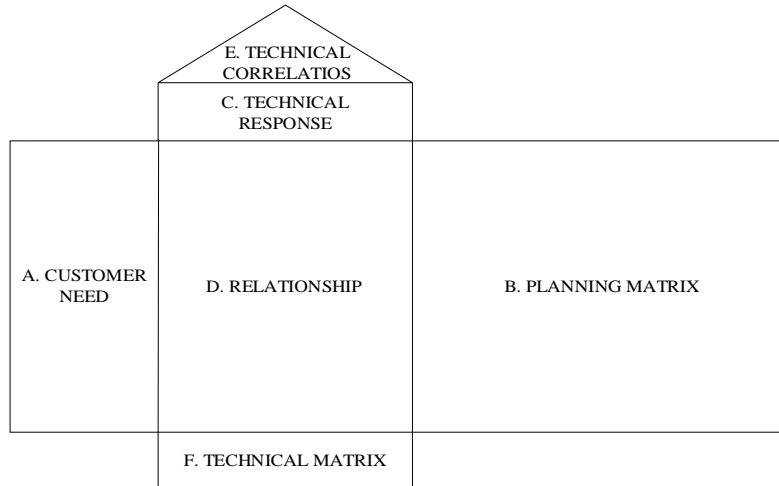 E. TECHNICAL
CORRELATIOS
C. TECHNICAL
RESPONSE
A. CUSTOMER
NEED
D. RELATIONSHIP
B. PLANNING MATRIX
F. TECHNICAL MATRIX